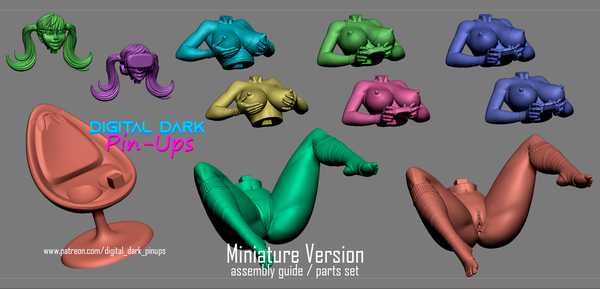 DIGITAL DARK
Pin-Ups
www.patreon.com/digital_dark_pinups
Miniature Version
assembly guide / parts set